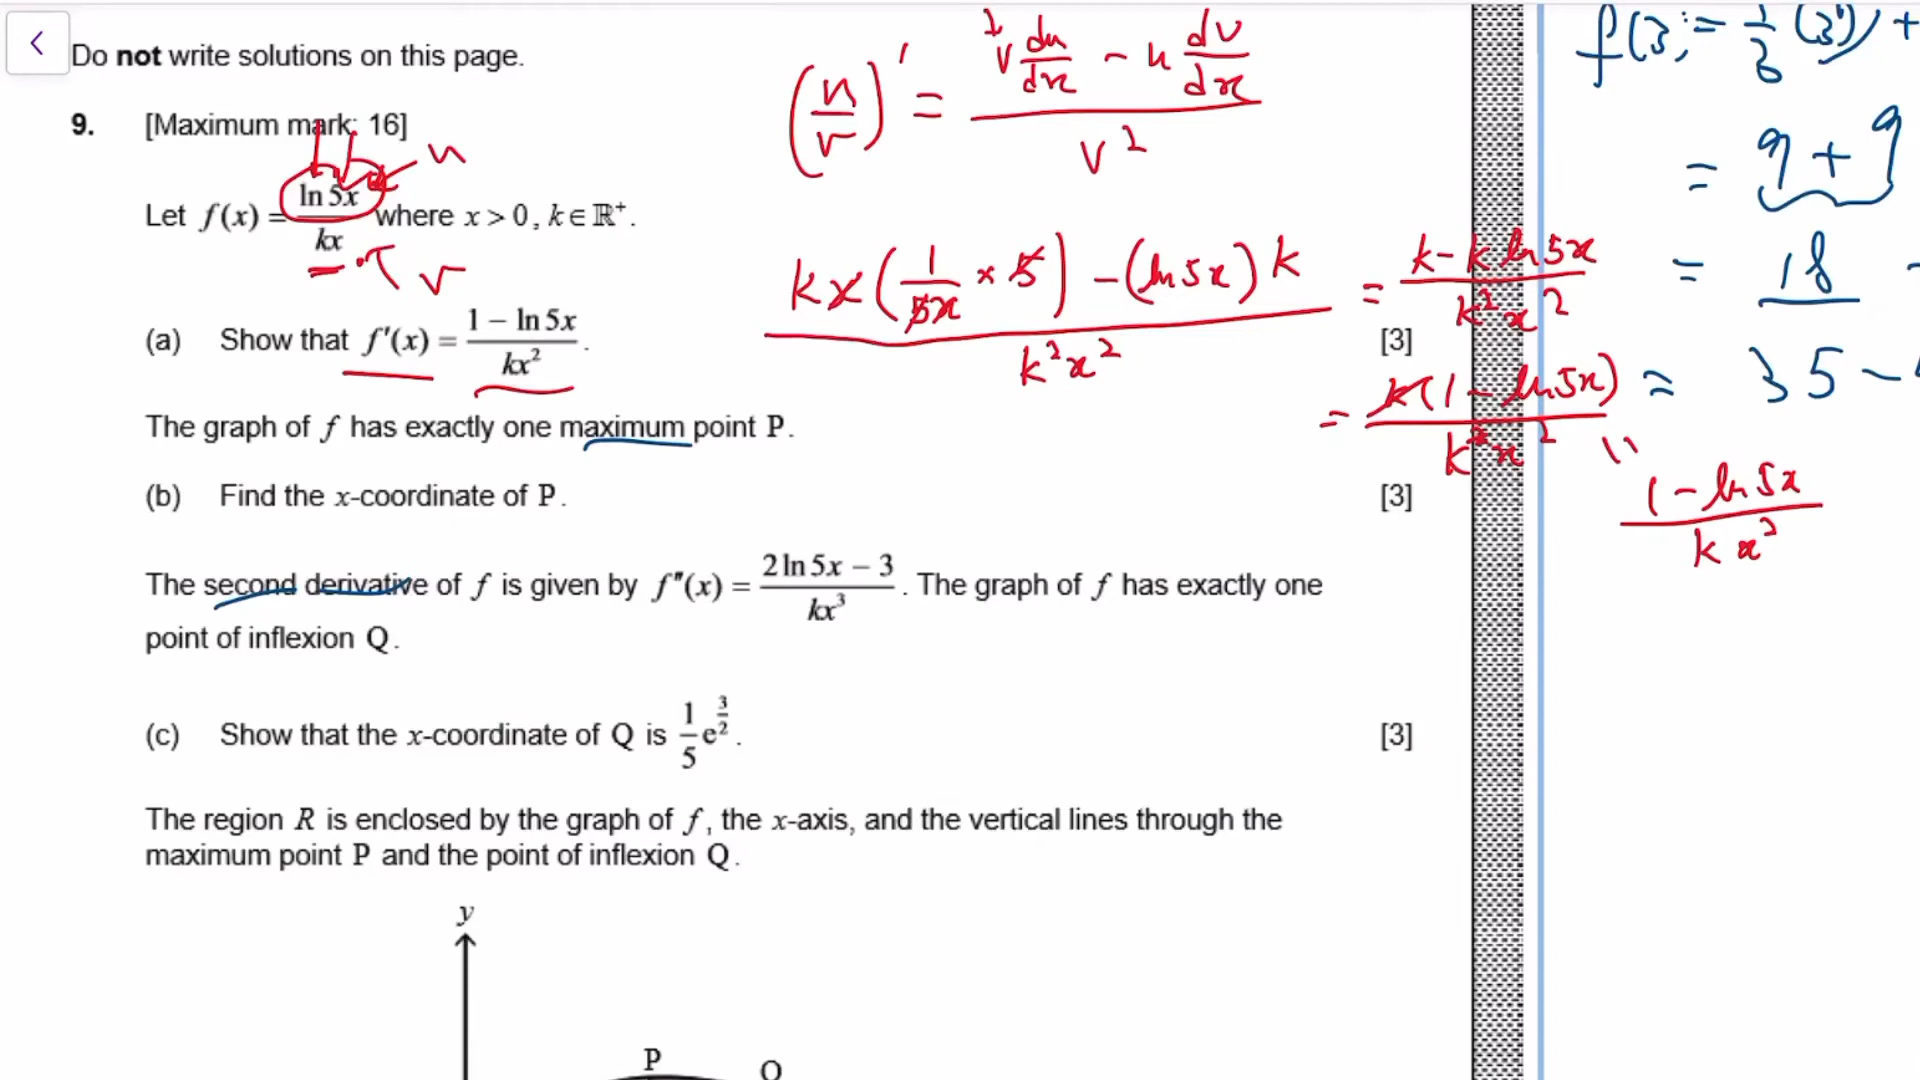 Do not write solutions on this page.
9. [Maximum mark: 16]
Let f(x) = ln 5x / kx where x > 0, k ∈ ℝ⁺.
u
v
(u/v)' = (v du/dx − u dv/dx) / v²
(kx(1/5x × 5) − (ln 5x) k) / k²x²
= (k − k ln 5x) / k²x²
= k(1 − ln 5x) / k²x²
(1 − ln 5x) / kx²
(a) Show that f′(x) = (1 − ln 5x) / kx². [3]
The graph of f has exactly one maximum point P.
(b) Find the x-coordinate of P. [3]
The second derivative of f is given by f″(x) = (2 ln 5x − 3) / kx³. The graph of f has exactly one
point of inflexion Q.
(c) Show that the x-coordinate of Q is 1/5 e^(3/2). [3]
The region R is enclosed by the graph of f, the x-axis, and the vertical lines through the
maximum point P and the point of inflexion Q.
y
P
Q
= 9 + 9
= 18
35 −